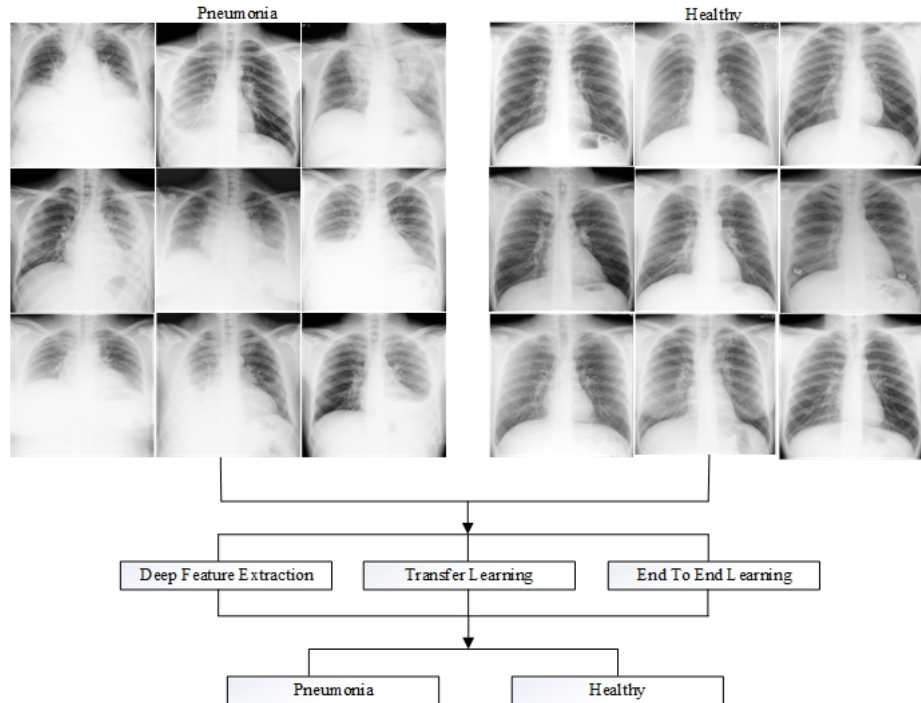 Pneumonia
Healthy
Deep Feature Extraction
Transfer Learning
End To End Learning
Pneumonia
Healthy